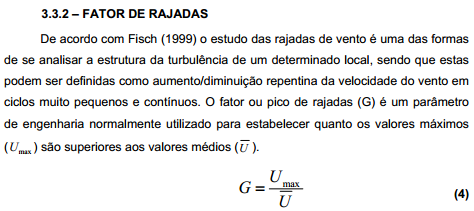 3.3.2 – FATOR DE RAJADAS
De acordo com Fisch (1999) o estudo das rajadas de vento é uma das formas
de se analisar a estrutura da turbulência de um determinado local, sendo que estas
podem ser definidas como aumento/diminuição repentina da velocidade do vento em
ciclos muito pequenos e contínuos. O fator ou pico de rajadas (G) é um parâmetro
de engenharia normalmente utilizado para estabelecer quanto os valores máximos
(U_max) são superiores aos valores médios (U̅).
G = U_max / U̅ (4)